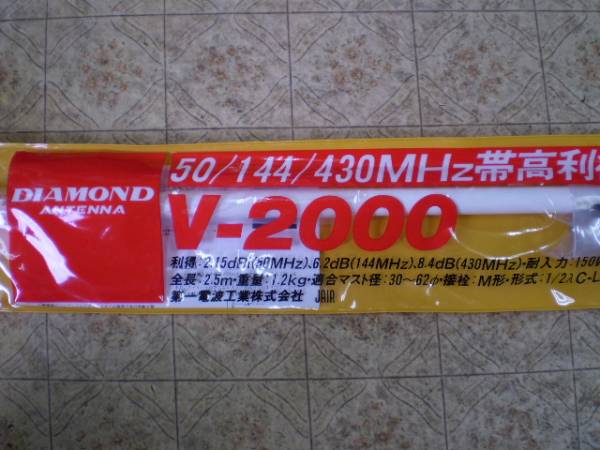 DIAMOND
ANTENNA
50/144/430MHz帯高利
V-2000
利得:2.15dBi(50MHz)、6.2dB(144MHz)、8.4dB(430MHz)・耐入力:150W
全長:2.5m・重量:1.2kg・適合マスト径:30～62φ・接栓:M形・形式:1/2λC-L
第一電波工業株式会社 JAIA